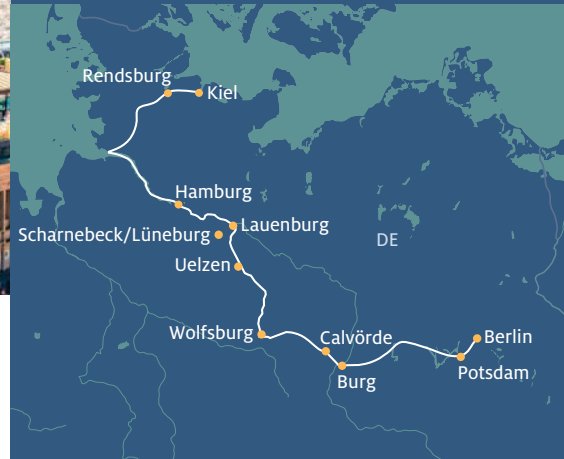 Rendsburg
Kiel
Hamburg
Lauenburg
Scharnebeck/Lüneburg
DE
Uelzen
Wolfsburg
Calvörde
Berlin
Potsdam
Burg